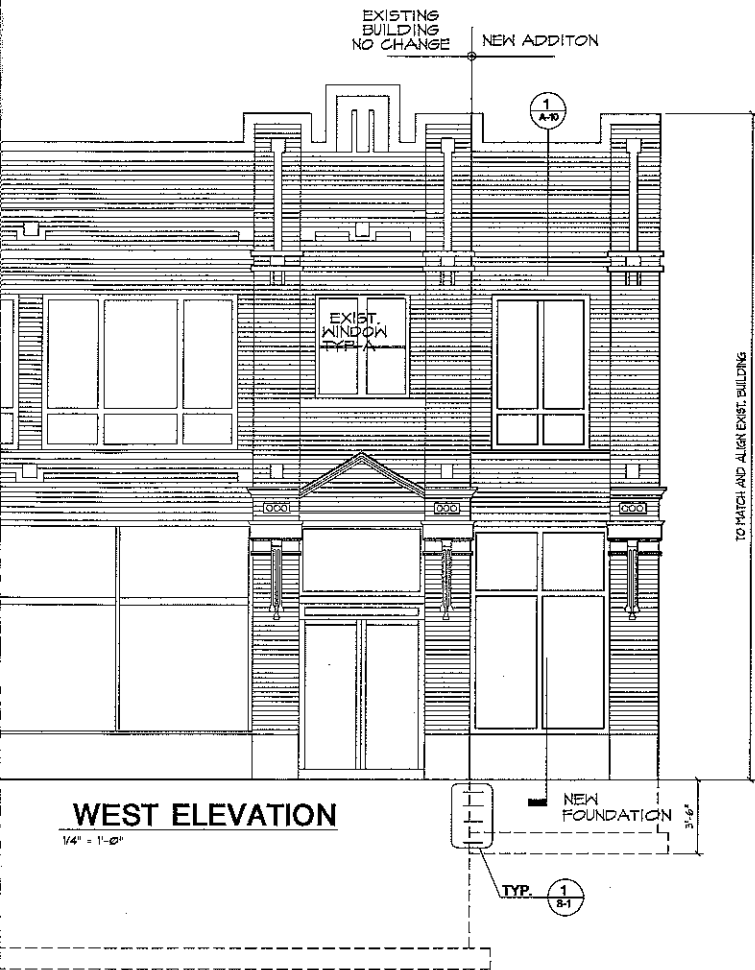 EXISTING
BUILDING
NO CHANGE
NEW ADDITON
1
A-10
EXIST.
WINDOW
TYP. A
TO MATCH AND ALIGN EXIST. BUILDING
WEST ELEVATION
1/4" = 1'-0"
NEW
FOUNDATION
3'-6"
TYP.
1
S-1